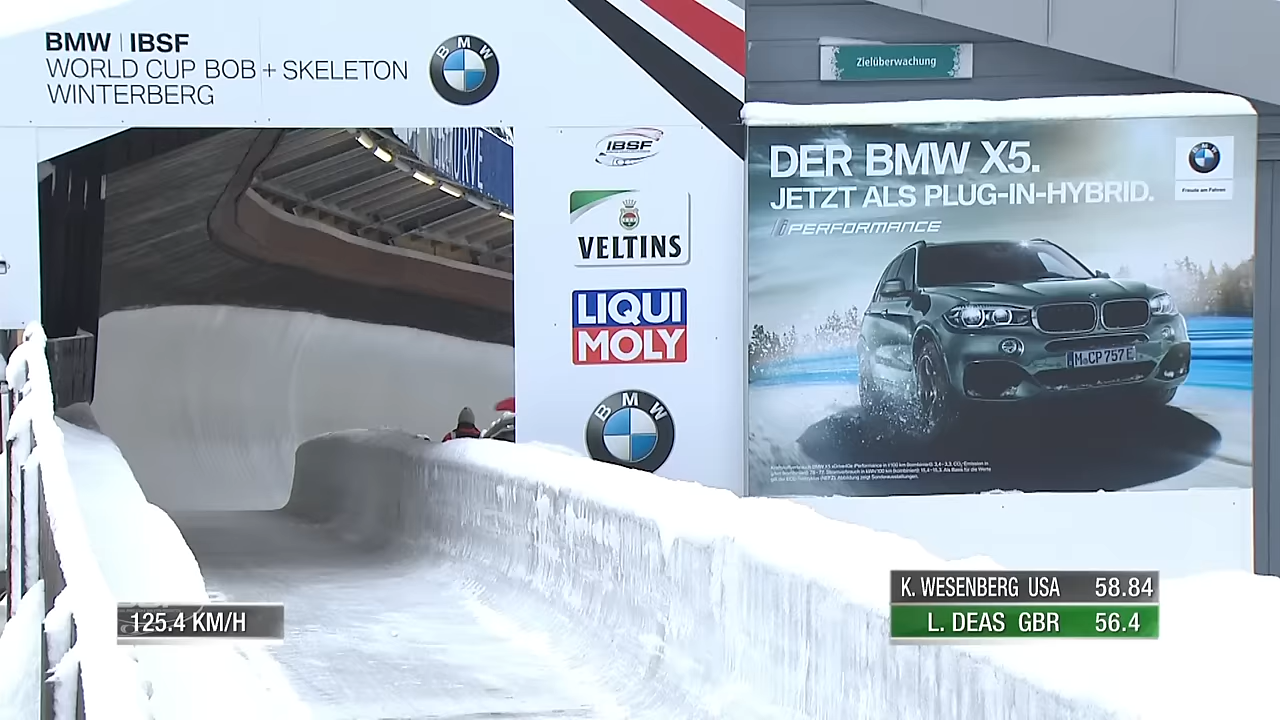 BMW | IBSF
WORLD CUP BOB + SKELETON
WINTERBERG
BMW
Zielüberwachung
IBSF
VELTINS
LIQUI
MOLY
BMW
DER BMW X5.
JETZT ALS PLUG-IN-HYBRID.
iPERFORMANCE
Freude am Fahren
M CP 757 E
125.4 KM/H
K. WESENBERG USA 58.84
L. DEAS GBR 56.4